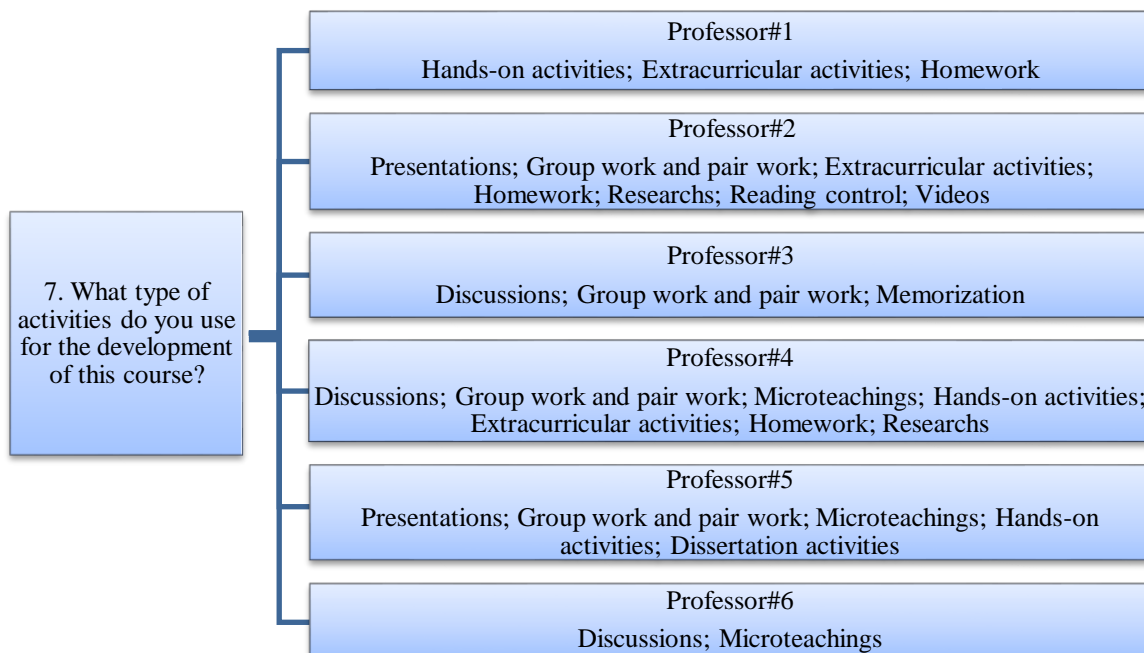 7. What type of
activities do you use
for the development
of this course?
Professor#1
Hands-on activities; Extracurricular activities; Homework
Professor#2
Presentations; Group work and pair work; Extracurricular activities;
Homework; Researchs; Reading control; Videos
Professor#3
Discussions; Group work and pair work; Memorization
Professor#4
Discussions; Group work and pair work; Microteachings; Hands-on activities;
Extracurricular activities; Homework; Researchs
Professor#5
Presentations; Group work and pair work; Microteachings; Hands-on
activities; Dissertation activities
Professor#6
Discussions; Microteachings